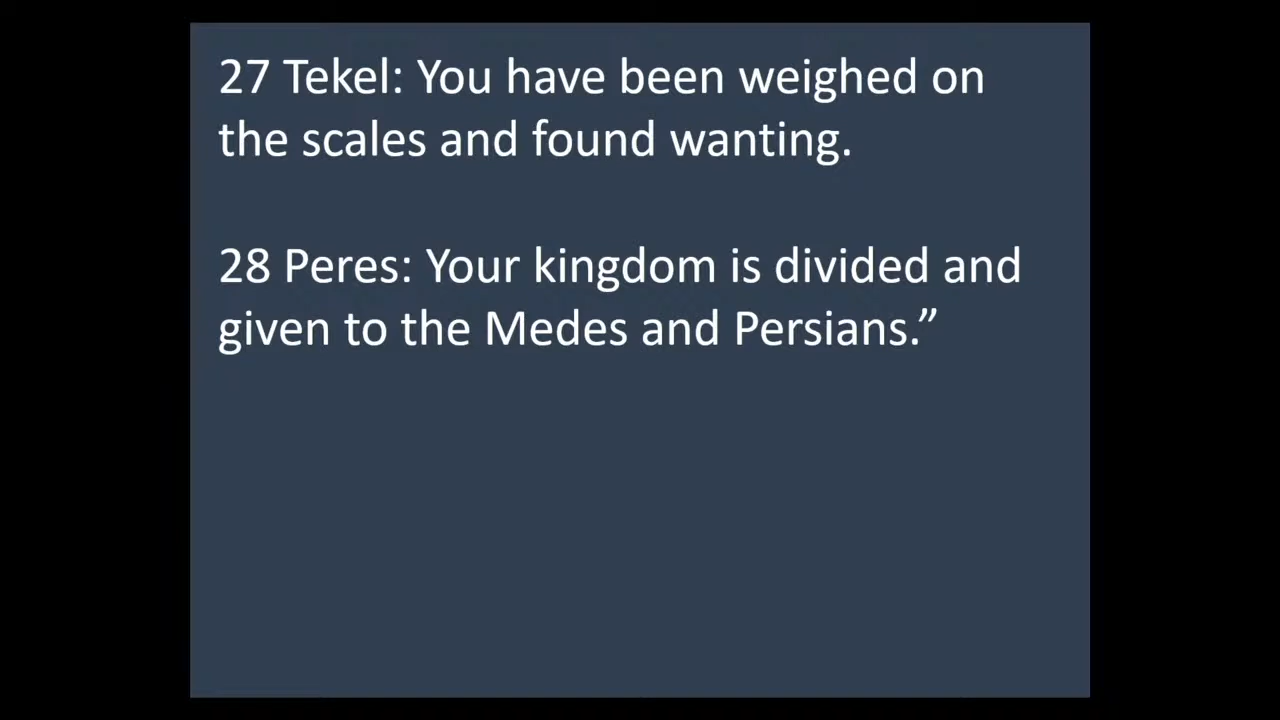 27 Tekel: You have been weighed on
the scales and found wanting.
28 Peres: Your kingdom is divided and
given to the Medes and Persians.”